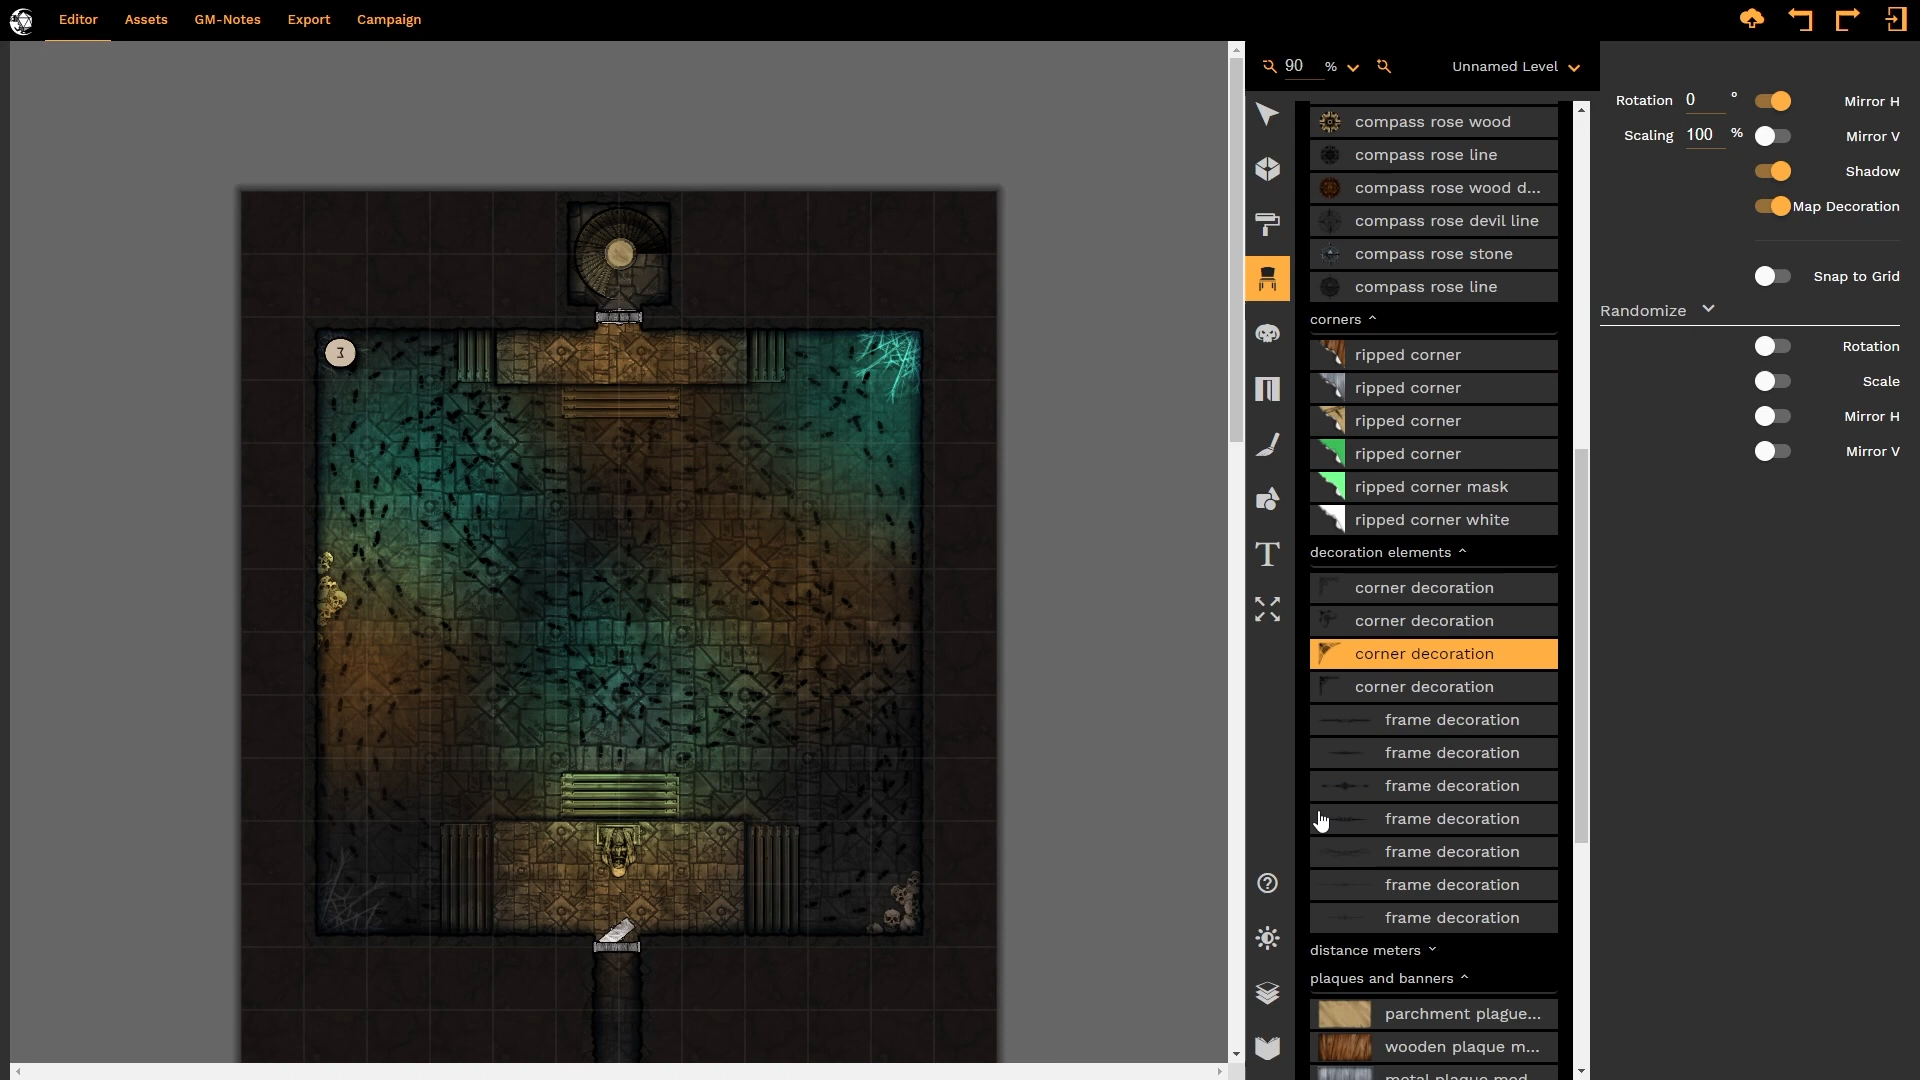 Editor Assets GM-Notes Export Campaign
90 % Unnamed Level
compass rose wood
compass rose line
compass rose wood d...
compass rose devil line
compass rose stone
compass rose line
corners
ripped corner
ripped corner
ripped corner
ripped corner
ripped corner mask
ripped corner white
decoration elements
corner decoration
corner decoration
corner decoration
corner decoration
frame decoration
frame decoration
frame decoration
frame decoration
frame decoration
frame decoration
frame decoration
distance meters
plaques and banners
parchment plague...
wooden plaque m...
metal plaque med...
Rotation 0 ° Mirror H
Scaling 100 % Mirror V
Shadow
Map Decoration
Snap to Grid
Randomize
Rotation
Scale
Mirror H
Mirror V
3
T